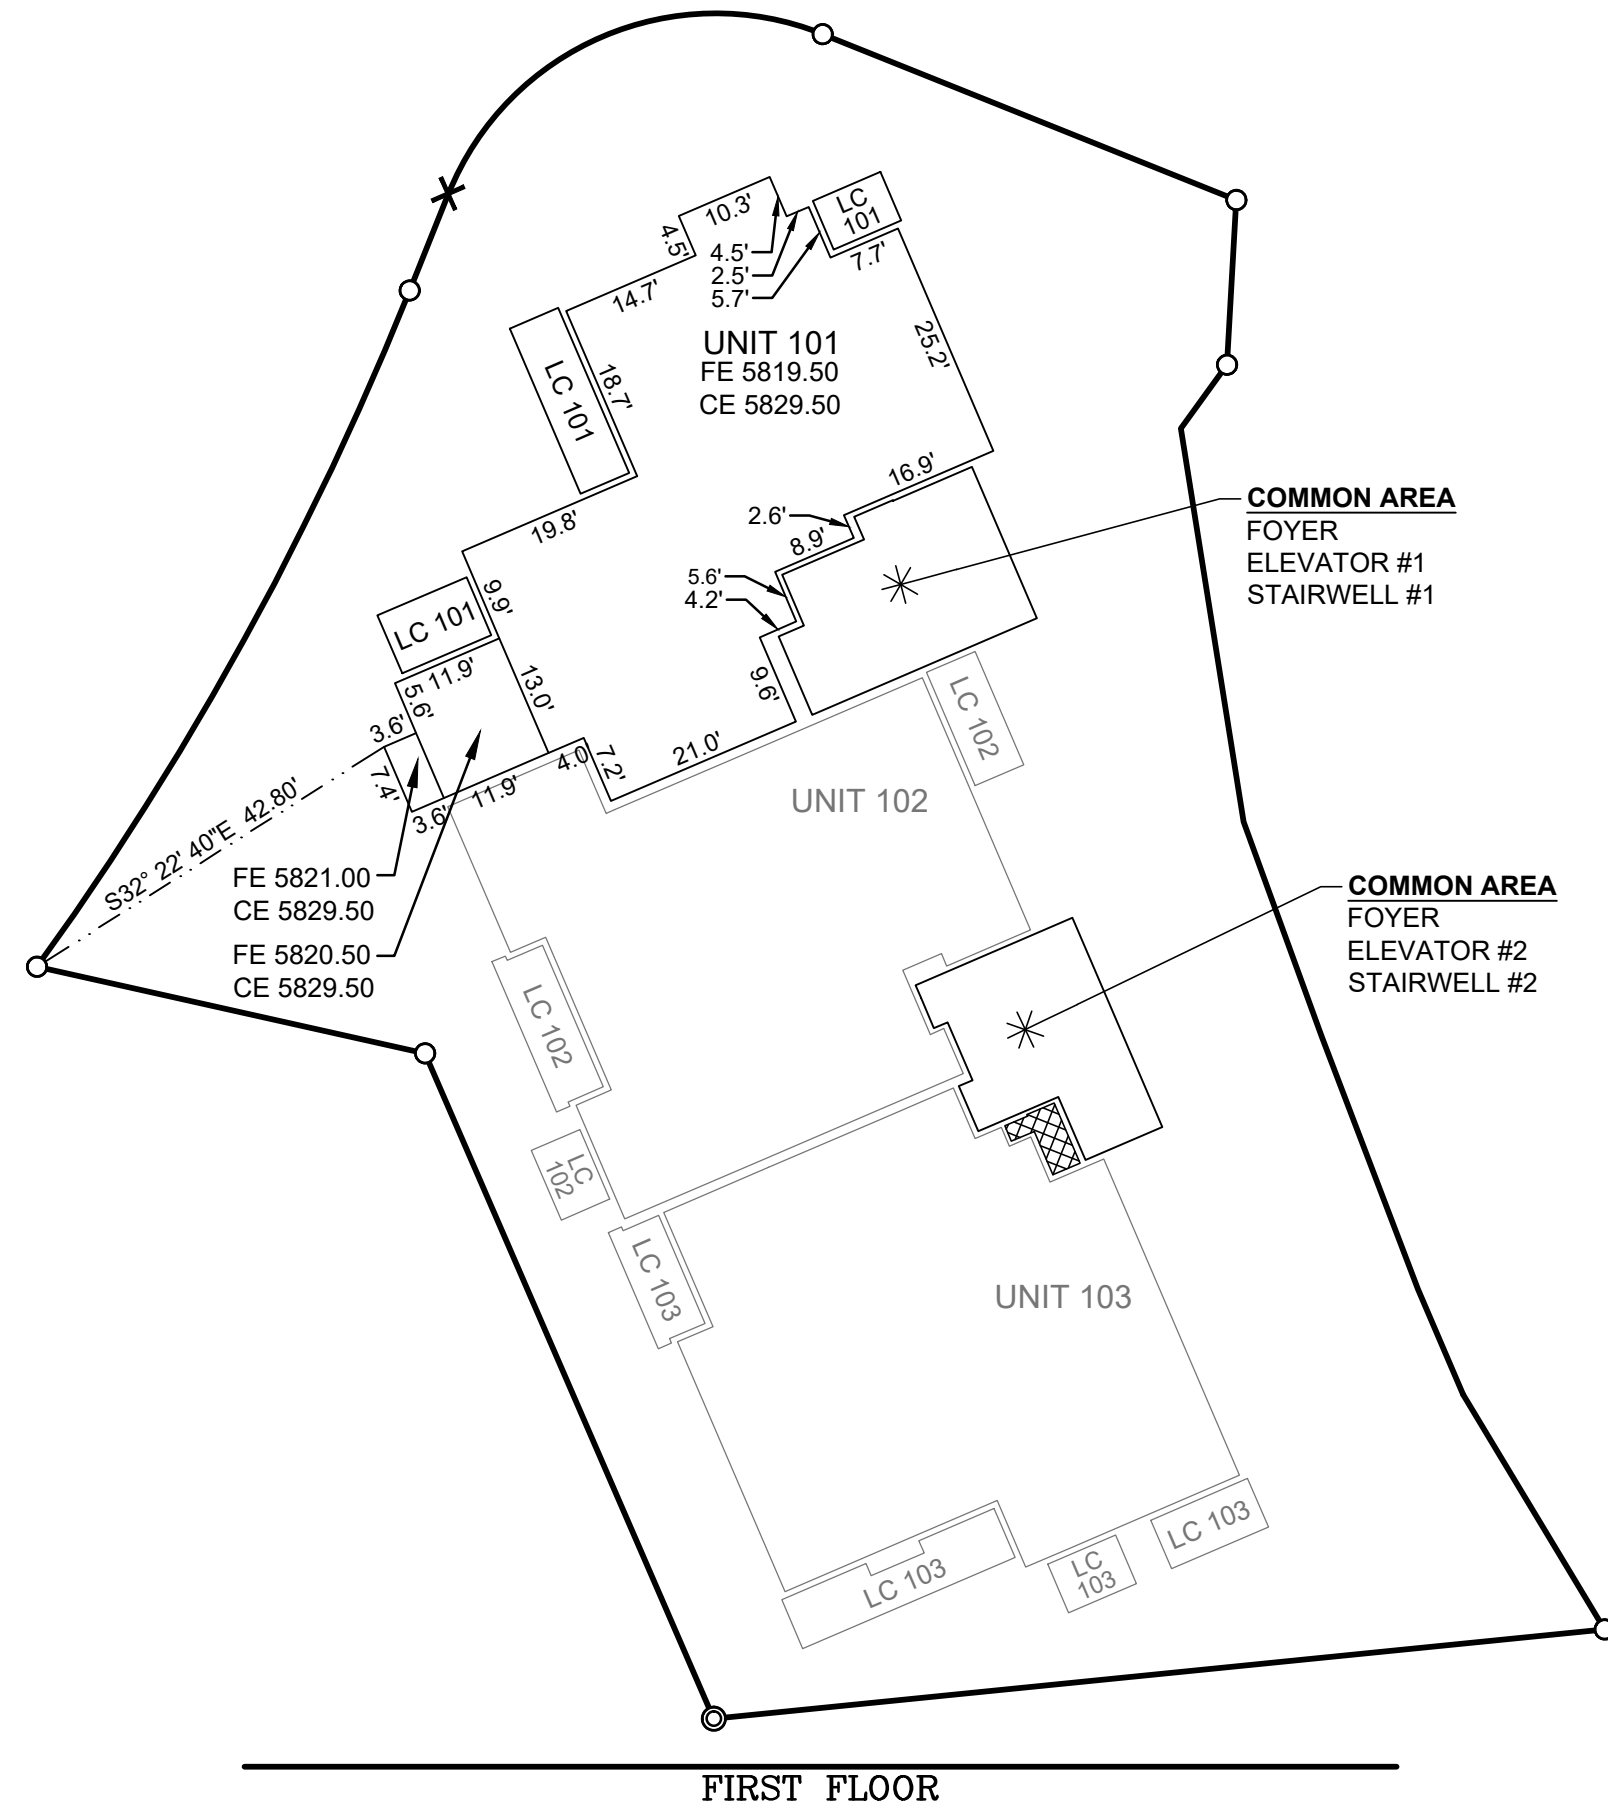 LC
101
10.3'
4.5'
4.5'
2.5'
5.7'
7.7'
14.7'
UNIT 101
FE 5819.50
CE 5829.50
25.2'
LC 101
18.7'
16.9'
2.6'
8.9'
19.8'
COMMON AREA
FOYER
ELEVATOR #1
STAIRWELL #1
5.6'
4.2'
9.9'
LC 101
11.9'
13.0'
9.6'
5.6'
3.6'
7.4'
3.6'
11.9'
4.0
7.2'
21.0'
LC 102
UNIT 102
S32° 22' 40"E 42.80'
FE 5821.00
CE 5829.50
FE 5820.50
CE 5829.50
COMMON AREA
FOYER
ELEVATOR #2
STAIRWELL #2
LC 102
LC
102
LC 103
UNIT 103
LC 103
LC
103
LC 103
FIRST FLOOR